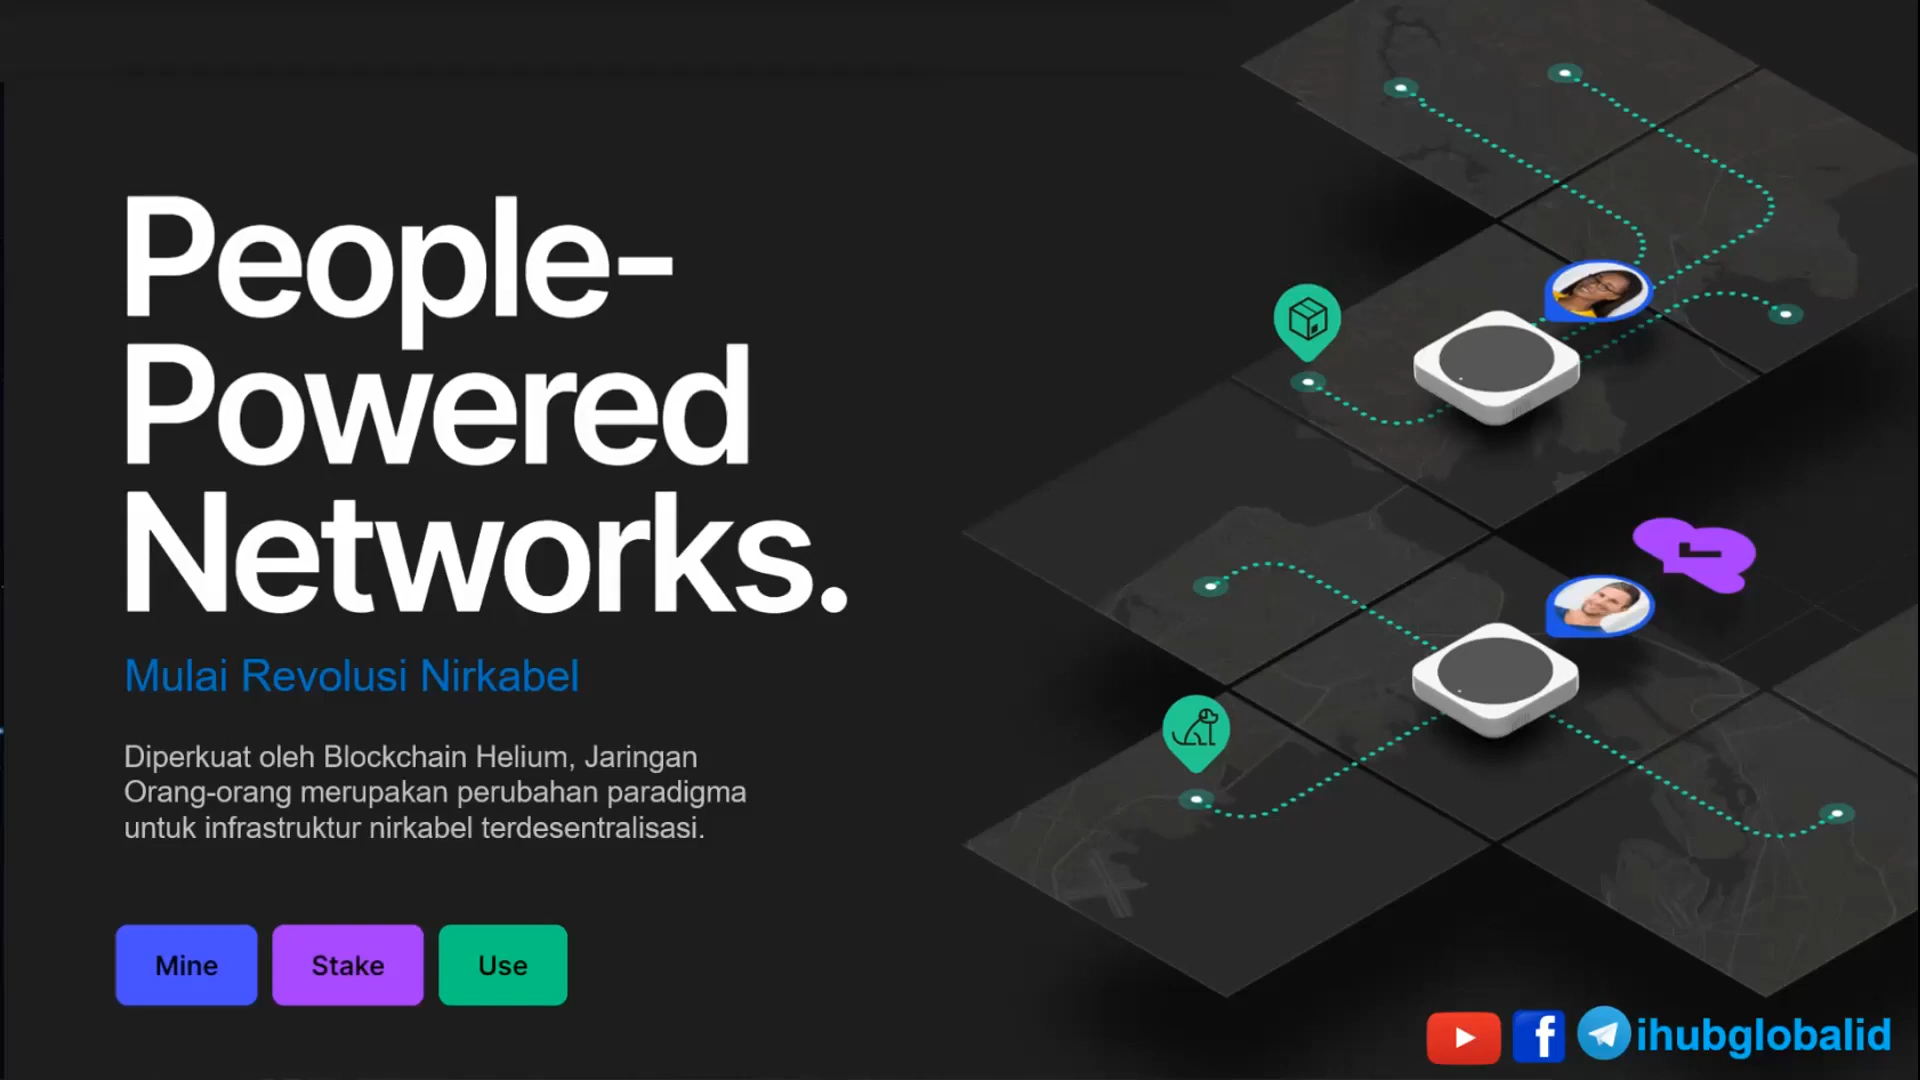 People-
Powered
Networks.
Mulai Revolusi Nirkabel
Diperkuat oleh Blockchain Helium, Jaringan
Orang-orang merupakan perubahan paradigma
untuk infrastruktur nirkabel terdesentralisasi.
Mine
Stake
Use
ihubglobalid